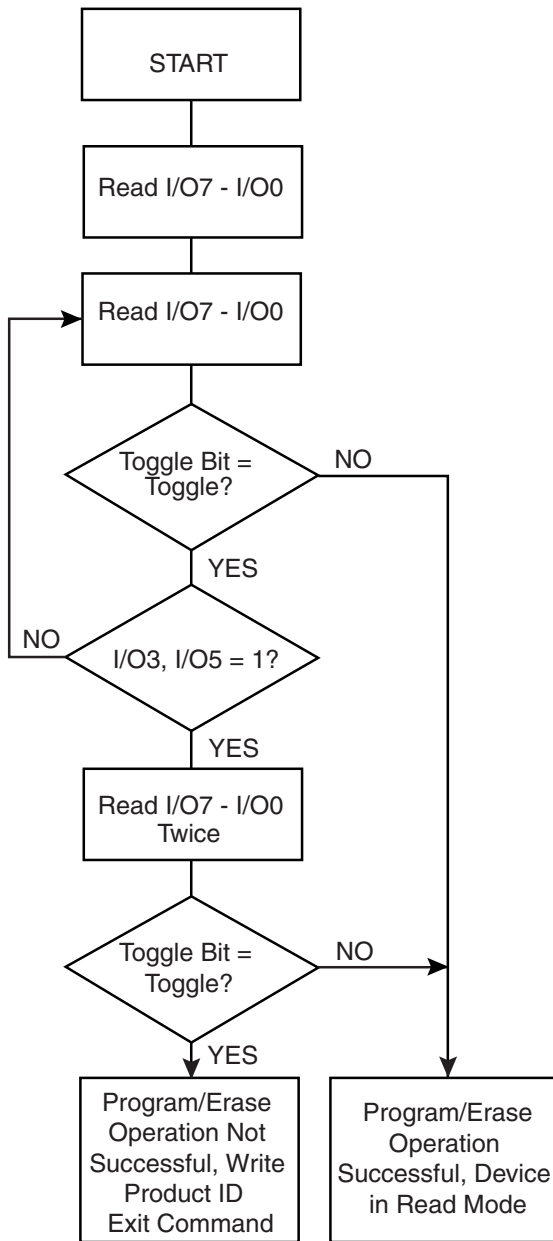 START
Read I/O7 - I/O0
Read I/O7 - I/O0
Toggle Bit =
Toggle?
NO
YES
NO
I/O3, I/O5 = 1?
YES
Read I/O7 - I/O0
Twice
Toggle Bit =
Toggle?
NO
YES
Program/Erase
Operation Not
Successful, Write
Product ID
Exit Command
Program/Erase
Operation
Successful, Device
in Read Mode